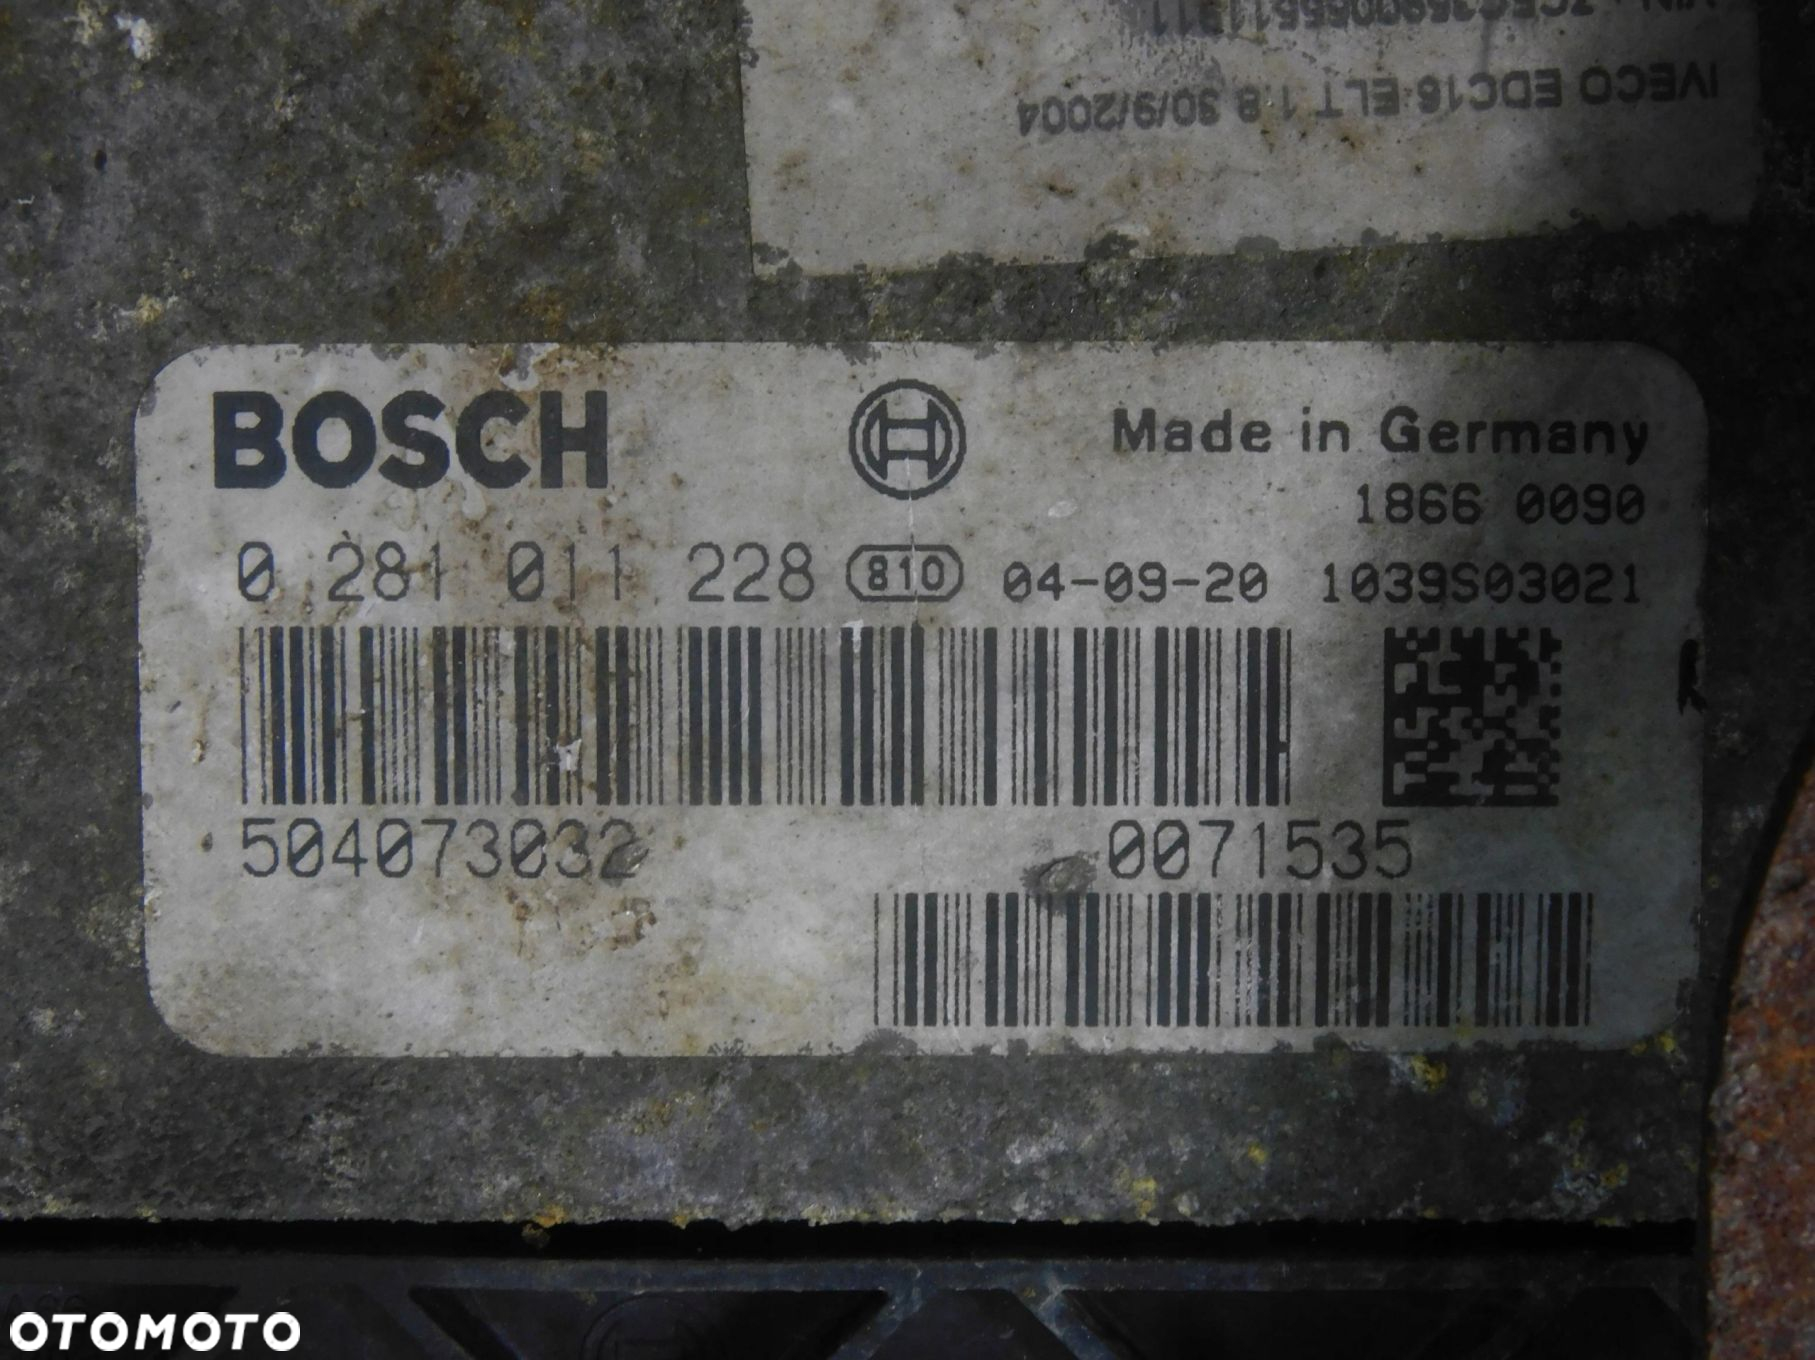 IVECO EDC16 ELT 1.8 30/9/2004
BOSCH
Made in Germany
1866 0090
0 281 011 228 810 04-09-20 1039S03021
504073032 0071535
OTOMOTO